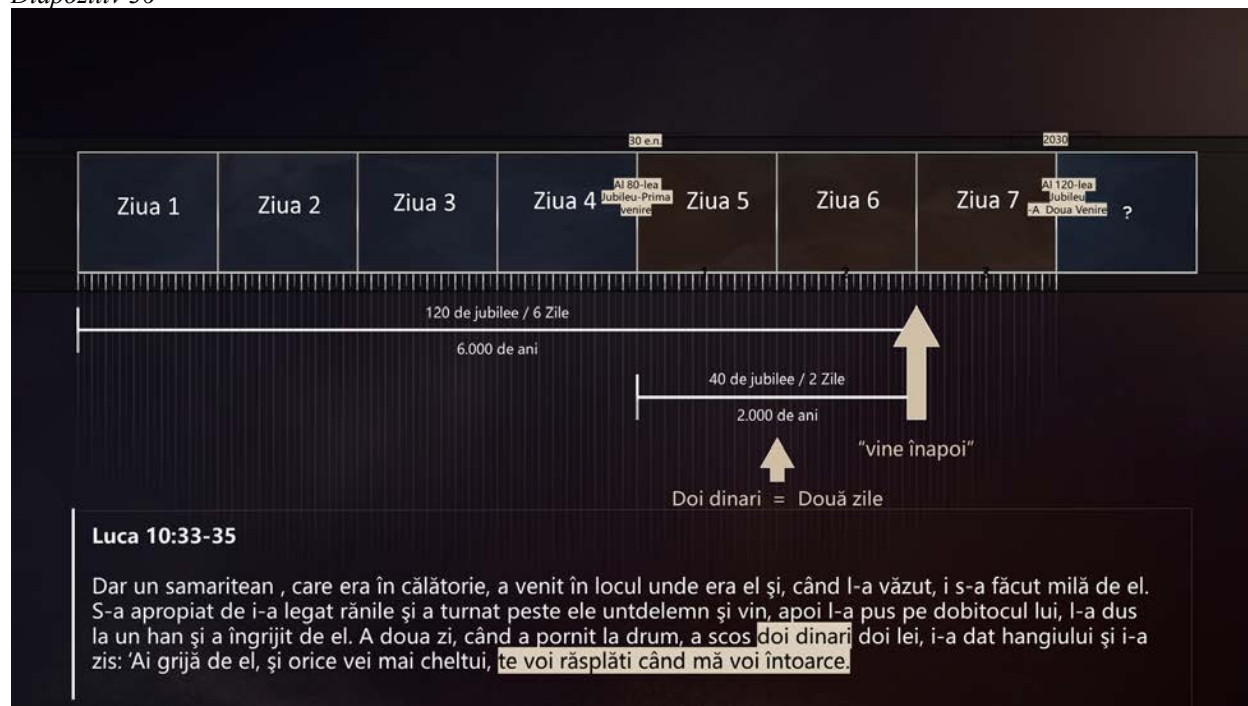 Diapozitiv 30
30 e.n.
2030
Ziua 1
Ziua 2
Ziua 3
Ziua 4
Al 80-lea
Jubileu-Prima
venire
Ziua 5
Ziua 6
Ziua 7
Al 120-lea
Jubileu
-A Doua Venire
?
1
2
3
120 de jubilee / 6 Zile
6.000 de ani
40 de jubilee / 2 Zile
2.000 de ani
"vine înapoi"
Doi dinari = Două zile
Luca 10:33-35
Dar un samaritean , care era în călătorie, a venit în locul unde era el şi, când l-a văzut, i s-a făcut milă de el.
S-a apropiat de i-a legat rănile şi a turnat peste ele untdelemn şi vin, apoi l-a pus pe dobitocul lui, l-a dus
la un han şi a îngrijit de el. A doua zi, când a pornit la drum, a scos doi dinari doi lei, i-a dat hangiului şi i-a
zis: 'Ai grijă de el, şi orice vei mai cheltui, te voi răsplăti când mă voi întoarce.